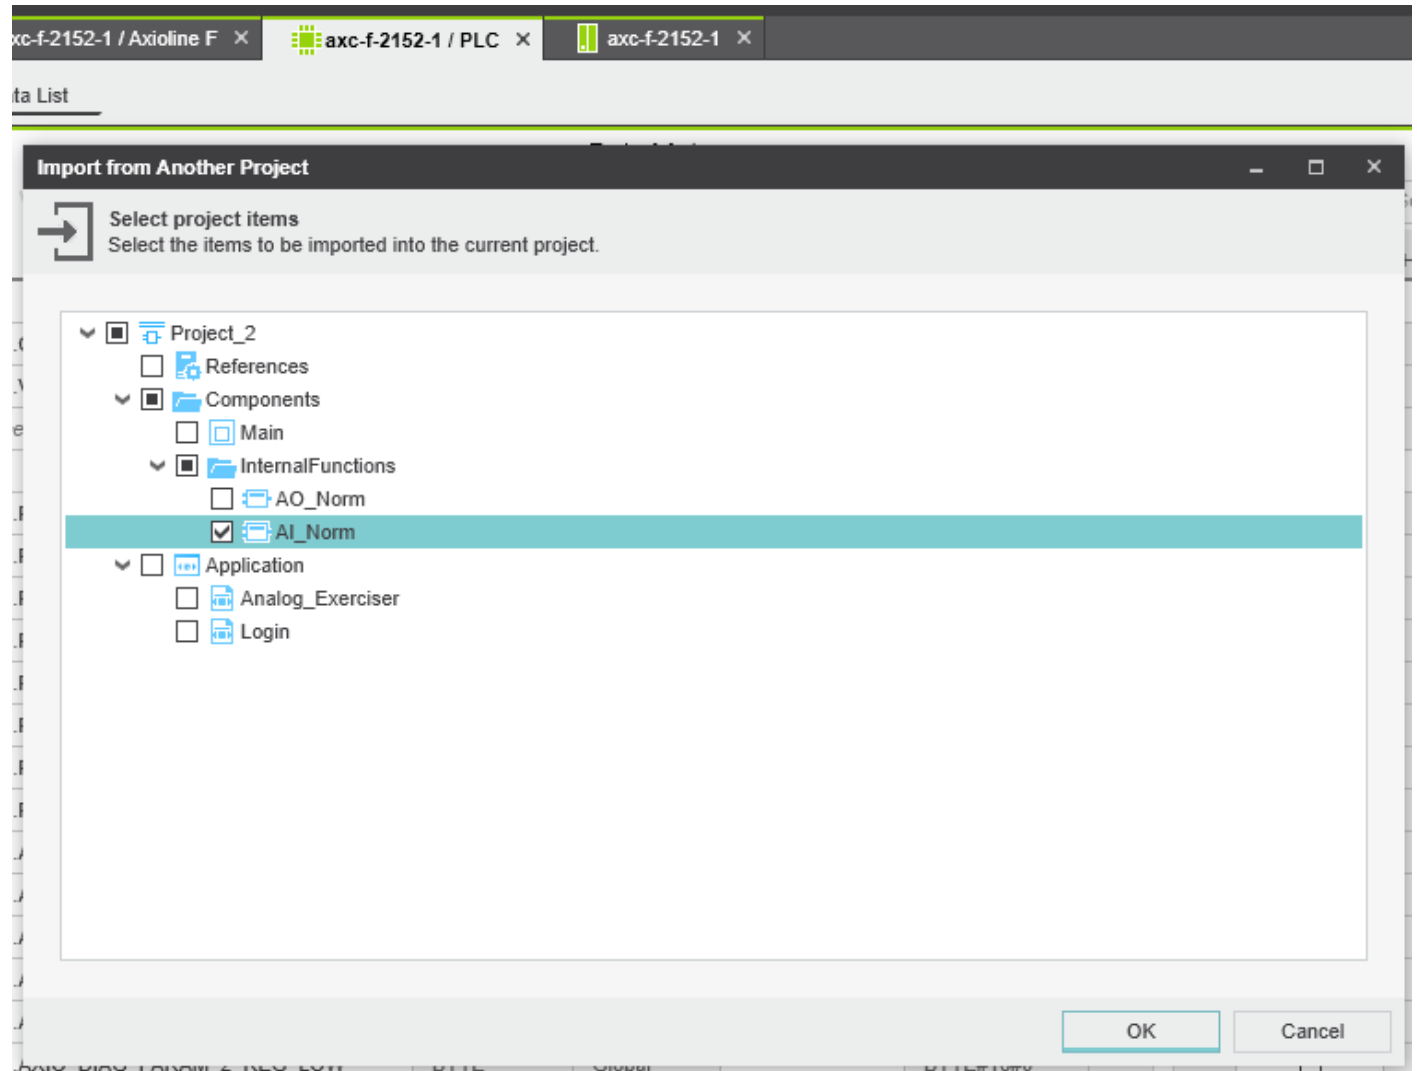 xc-f-2152-1 / Axioline F
axc-f-2152-1 / PLC
axc-f-2152-1
ta List
Import from Another Project
Select project items
Select the items to be imported into the current project.
Project_2
References
Components
Main
InternalFunctions
AO_Norm
AI_Norm
Application
Analog_Exerciser
Login
OK
Cancel